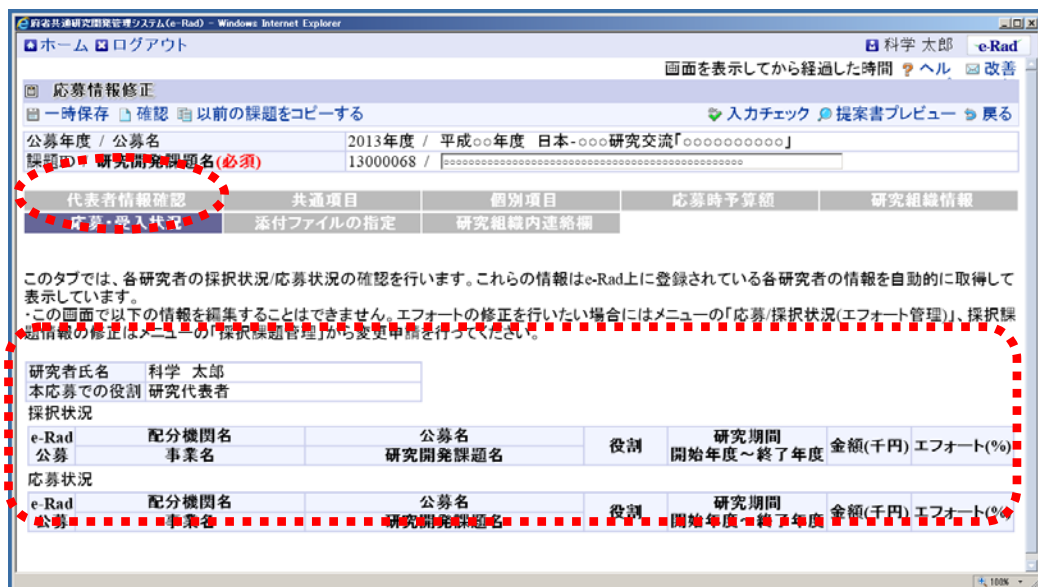 府省共通研究開発管理システム(e-Rad) - Windows Internet Explorer
ホーム ログアウト 科学 太郎 e-Rad
画面を表示してから経過した時間 ヘル 改善
応募情報修正
一時保存 確認 以前の課題をコピーする 入力チェック 提案書プレビュー 戻る
公募年度 / 公募名 2013年度 / 平成○○年度 日本-○○○研究交流「○○○○○○○○○○」
課題ID / 研究開発課題名(必須) 13000068 /
代表者情報確認 共通項目 個別項目 応募時予算額 研究組織情報
応募・受入状況 添付ファイルの指定 研究組織内連絡欄
このタブでは、各研究者の採択状況/応募状況の確認を行います。これらの情報はe-Rad上に登録されている各研究者の情報を自動的に取得して
表示しています。
・この画面で以下の情報を編集することはできません。エフォートの修正を行いたい場合にはメニューの「応募/採択状況(エフォート管理)」、採択課
題情報の修正はメニューの「採択課題管理」から変更申請を行ってください。
研究者氏名 科学 太郎
本応募での役割 研究代表者
採択状況
e-Rad 配分機関名 公募名 役割 研究期間 金額(千円) エフォート(%)
公募 事業名 研究開発課題名 開始年度～終了年度
応募状況
e-Rad 配分機関名 公募名 役割 研究期間 金額(千円) エフォート(%)
公募 事業名 研究開発課題名 開始年度～終了年度
100%